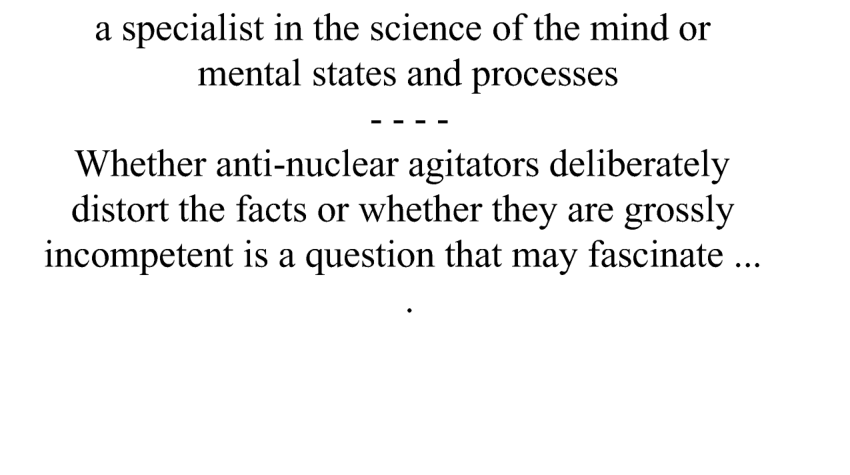 a specialist in the science of the mind or
mental states and processes
- - - -
Whether anti-nuclear agitators deliberately
distort the facts or whether they are grossly
incompetent is a question that may fascinate ...
.